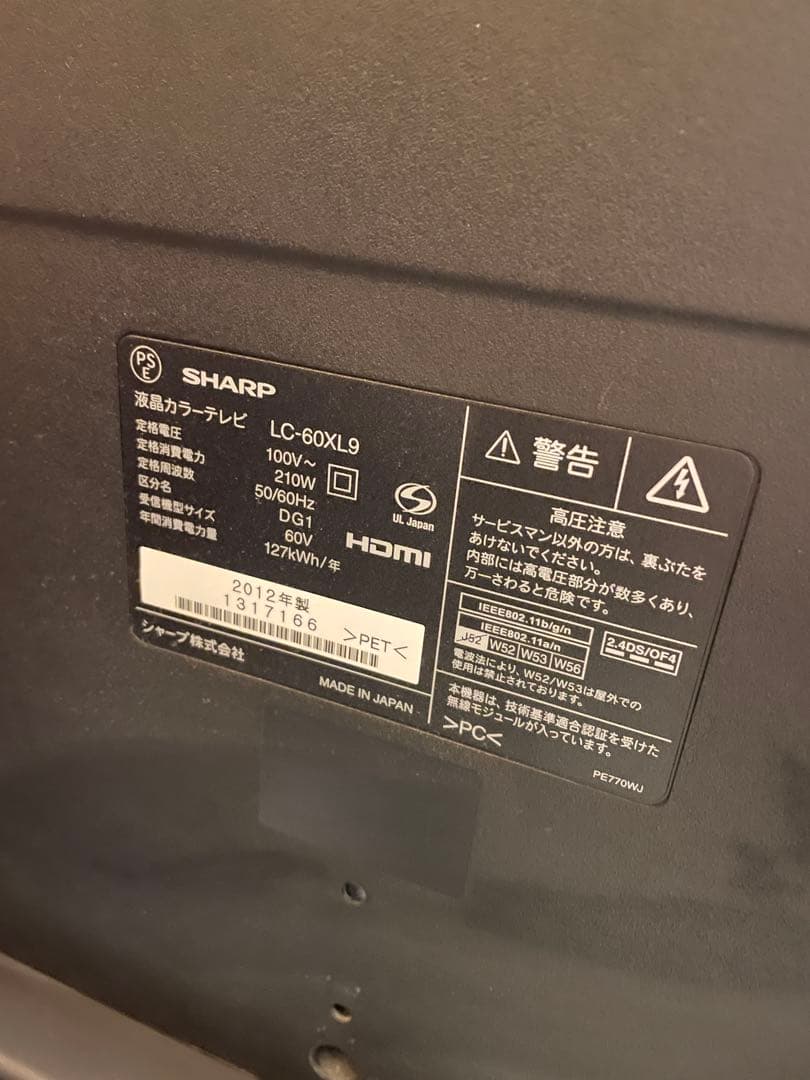 PS
E
SHARP
液晶カラーテレビ LC-60XL9
定格電圧 100V～
定格消費電力 210W
定格周波数 50/60Hz
区分名 DG1
受信機型サイズ 60V
年間消費電力量 127kWh/年
UL Japan
HDMI
2012年製
1317166
>PET<
シャープ株式会社
MADE IN JAPAN
警告
高圧注意
サービスマン以外の方は、裏ぶたを
あけないでください。
内部には高電圧部分が数多くあり、
万一さわると危険です。
IEEE802.11b/g/n
IEEE802.11a/n
J52 W52 W53 W56
2.4DS/OF4
電波法により、W52/W53は屋外での
使用は禁止されております。
本機器は、技術基準適合認証を受けた
無線モジュールが入っています。
>PC<
PE770WJ